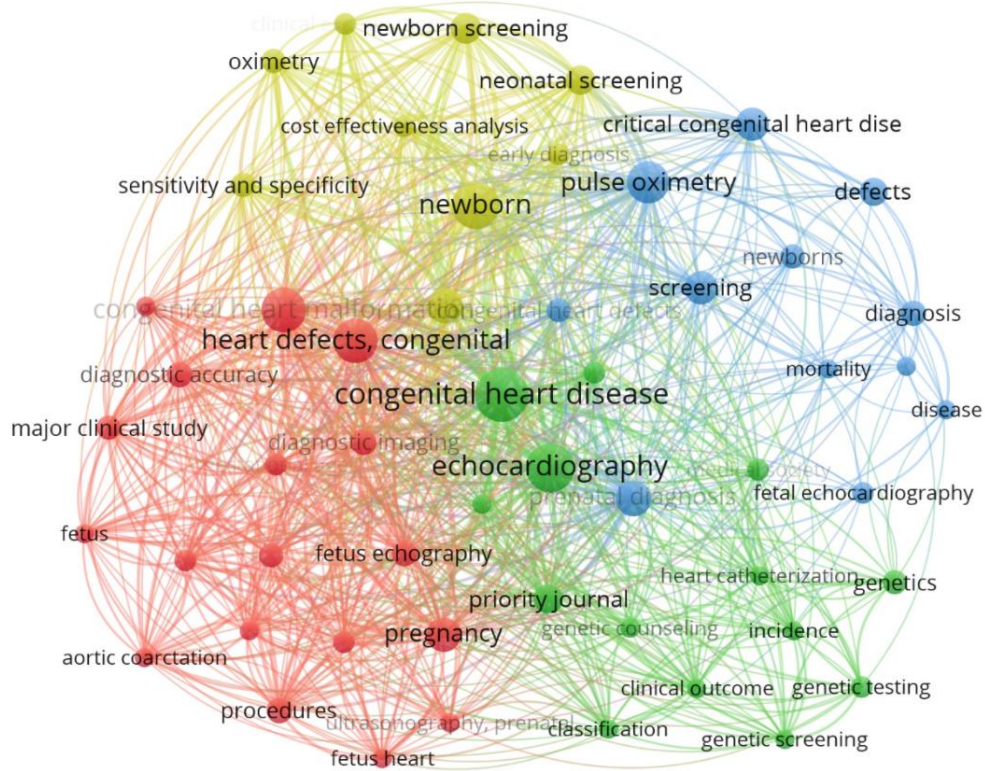 newborn screening
oximetry
neonatal screening
cost effectiveness analysis
critical congenital heart dise
early diagnosis
sensitivity and specificity
pulse oximetry
defects
newborn
newborns
screening
congenital heart malformation
congenital heart defects
diagnosis
heart defects, congenital
diagnostic accuracy
mortality
congenital heart disease
disease
major clinical study
diagnostic imaging
echocardiography
medical society
prenatal diagnosis
fetal echocardiography
fetus
fetus echography
heart catheterization
genetics
priority journal
genetic counseling
incidence
pregnancy
aortic coarctation
clinical outcome
genetic testing
procedures
ultrasonography, prenatal
classification
genetic screening
fetus heart